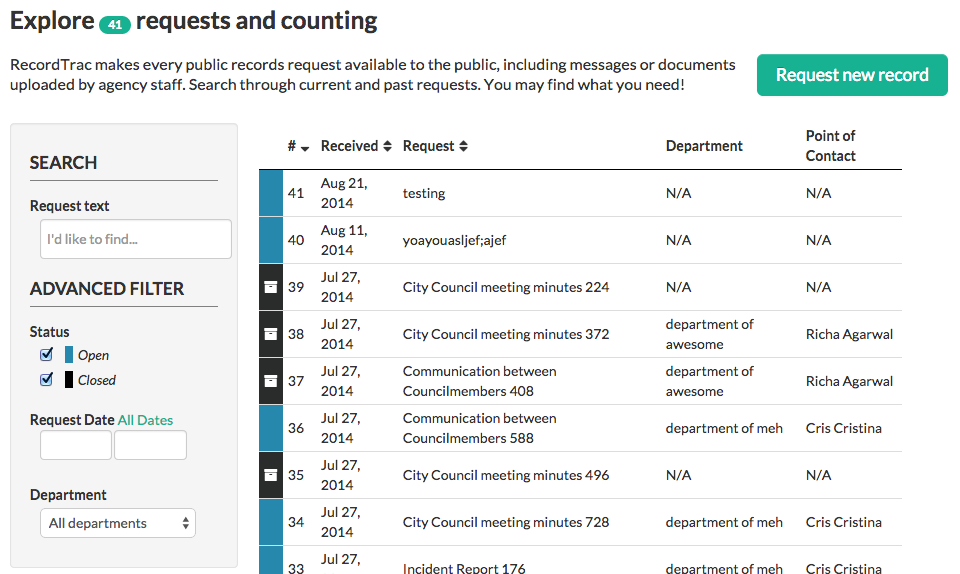 Explore 41 requests and counting
RecordTrac makes every public records request available to the public, including messages or documents
uploaded by agency staff. Search through current and past requests. You may find what you need!
Request new record
SEARCH
Request text
I'd like to find...
ADVANCED FILTER
Status
Open
Closed
Request Date All Dates
Department
All departments
# Received Request Department Point of
Contact
41 Aug 21,
2014 testing N/A N/A
40 Aug 11,
2014 yoayouasljef;ajef N/A N/A
39 Jul 27,
2014 City Council meeting minutes 224 N/A N/A
38 Jul 27,
2014 City Council meeting minutes 372 department of
awesome Richa Agarwal
37 Jul 27,
2014 Communication between
Councilmembers 408 department of
awesome Richa Agarwal
36 Jul 27,
2014 Communication between
Councilmembers 588 department of meh Cris Cristina
35 Jul 27,
2014 City Council meeting minutes 496 N/A N/A
34 Jul 27,
2014 City Council meeting minutes 728 department of meh Cris Cristina
33 Jul 27,
Incident Report 176 department of meh Cris Cristina